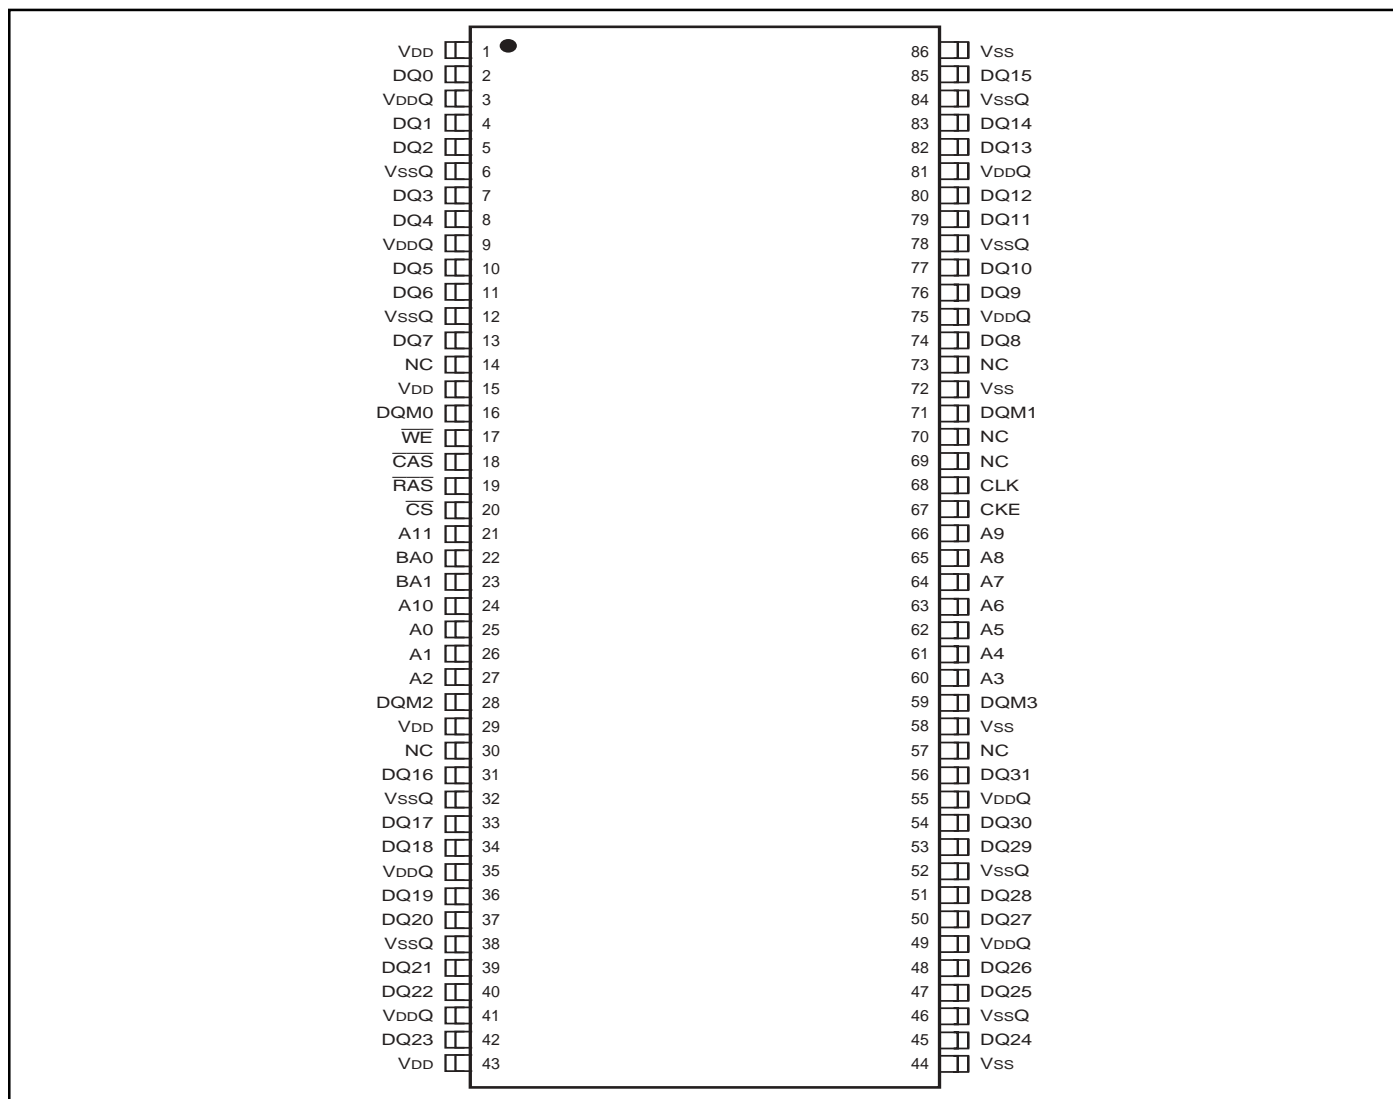 VDD 1 86 VSS
DQ0 2 85 DQ15
VDDQ 3 84 VSSQ
DQ1 4 83 DQ14
DQ2 5 82 DQ13
VSSQ 6 81 VDDQ
DQ3 7 80 DQ12
DQ4 8 79 DQ11
VDDQ 9 78 VSSQ
DQ5 10 77 DQ10
DQ6 11 76 DQ9
VSSQ 12 75 VDDQ
DQ7 13 74 DQ8
NC 14 73 NC
VDD 15 72 VSS
DQM0 16 71 DQM1
W̅E̅ 17 70 NC
C̅A̅S̅ 18 69 NC
R̅A̅S̅ 19 68 CLK
C̅S̅ 20 67 CKE
A11 21 66 A9
BA0 22 65 A8
BA1 23 64 A7
A10 24 63 A6
A0 25 62 A5
A1 26 61 A4
A2 27 60 A3
DQM2 28 59 DQM3
VDD 29 58 VSS
NC 30 57 NC
DQ16 31 56 DQ31
VSSQ 32 55 VDDQ
DQ17 33 54 DQ30
DQ18 34 53 DQ29
VDDQ 35 52 VSSQ
DQ19 36 51 DQ28
DQ20 37 50 DQ27
VSSQ 38 49 VDDQ
DQ21 39 48 DQ26
DQ22 40 47 DQ25
VDDQ 41 46 VSSQ
DQ23 42 45 DQ24
VDD 43 44 VSS